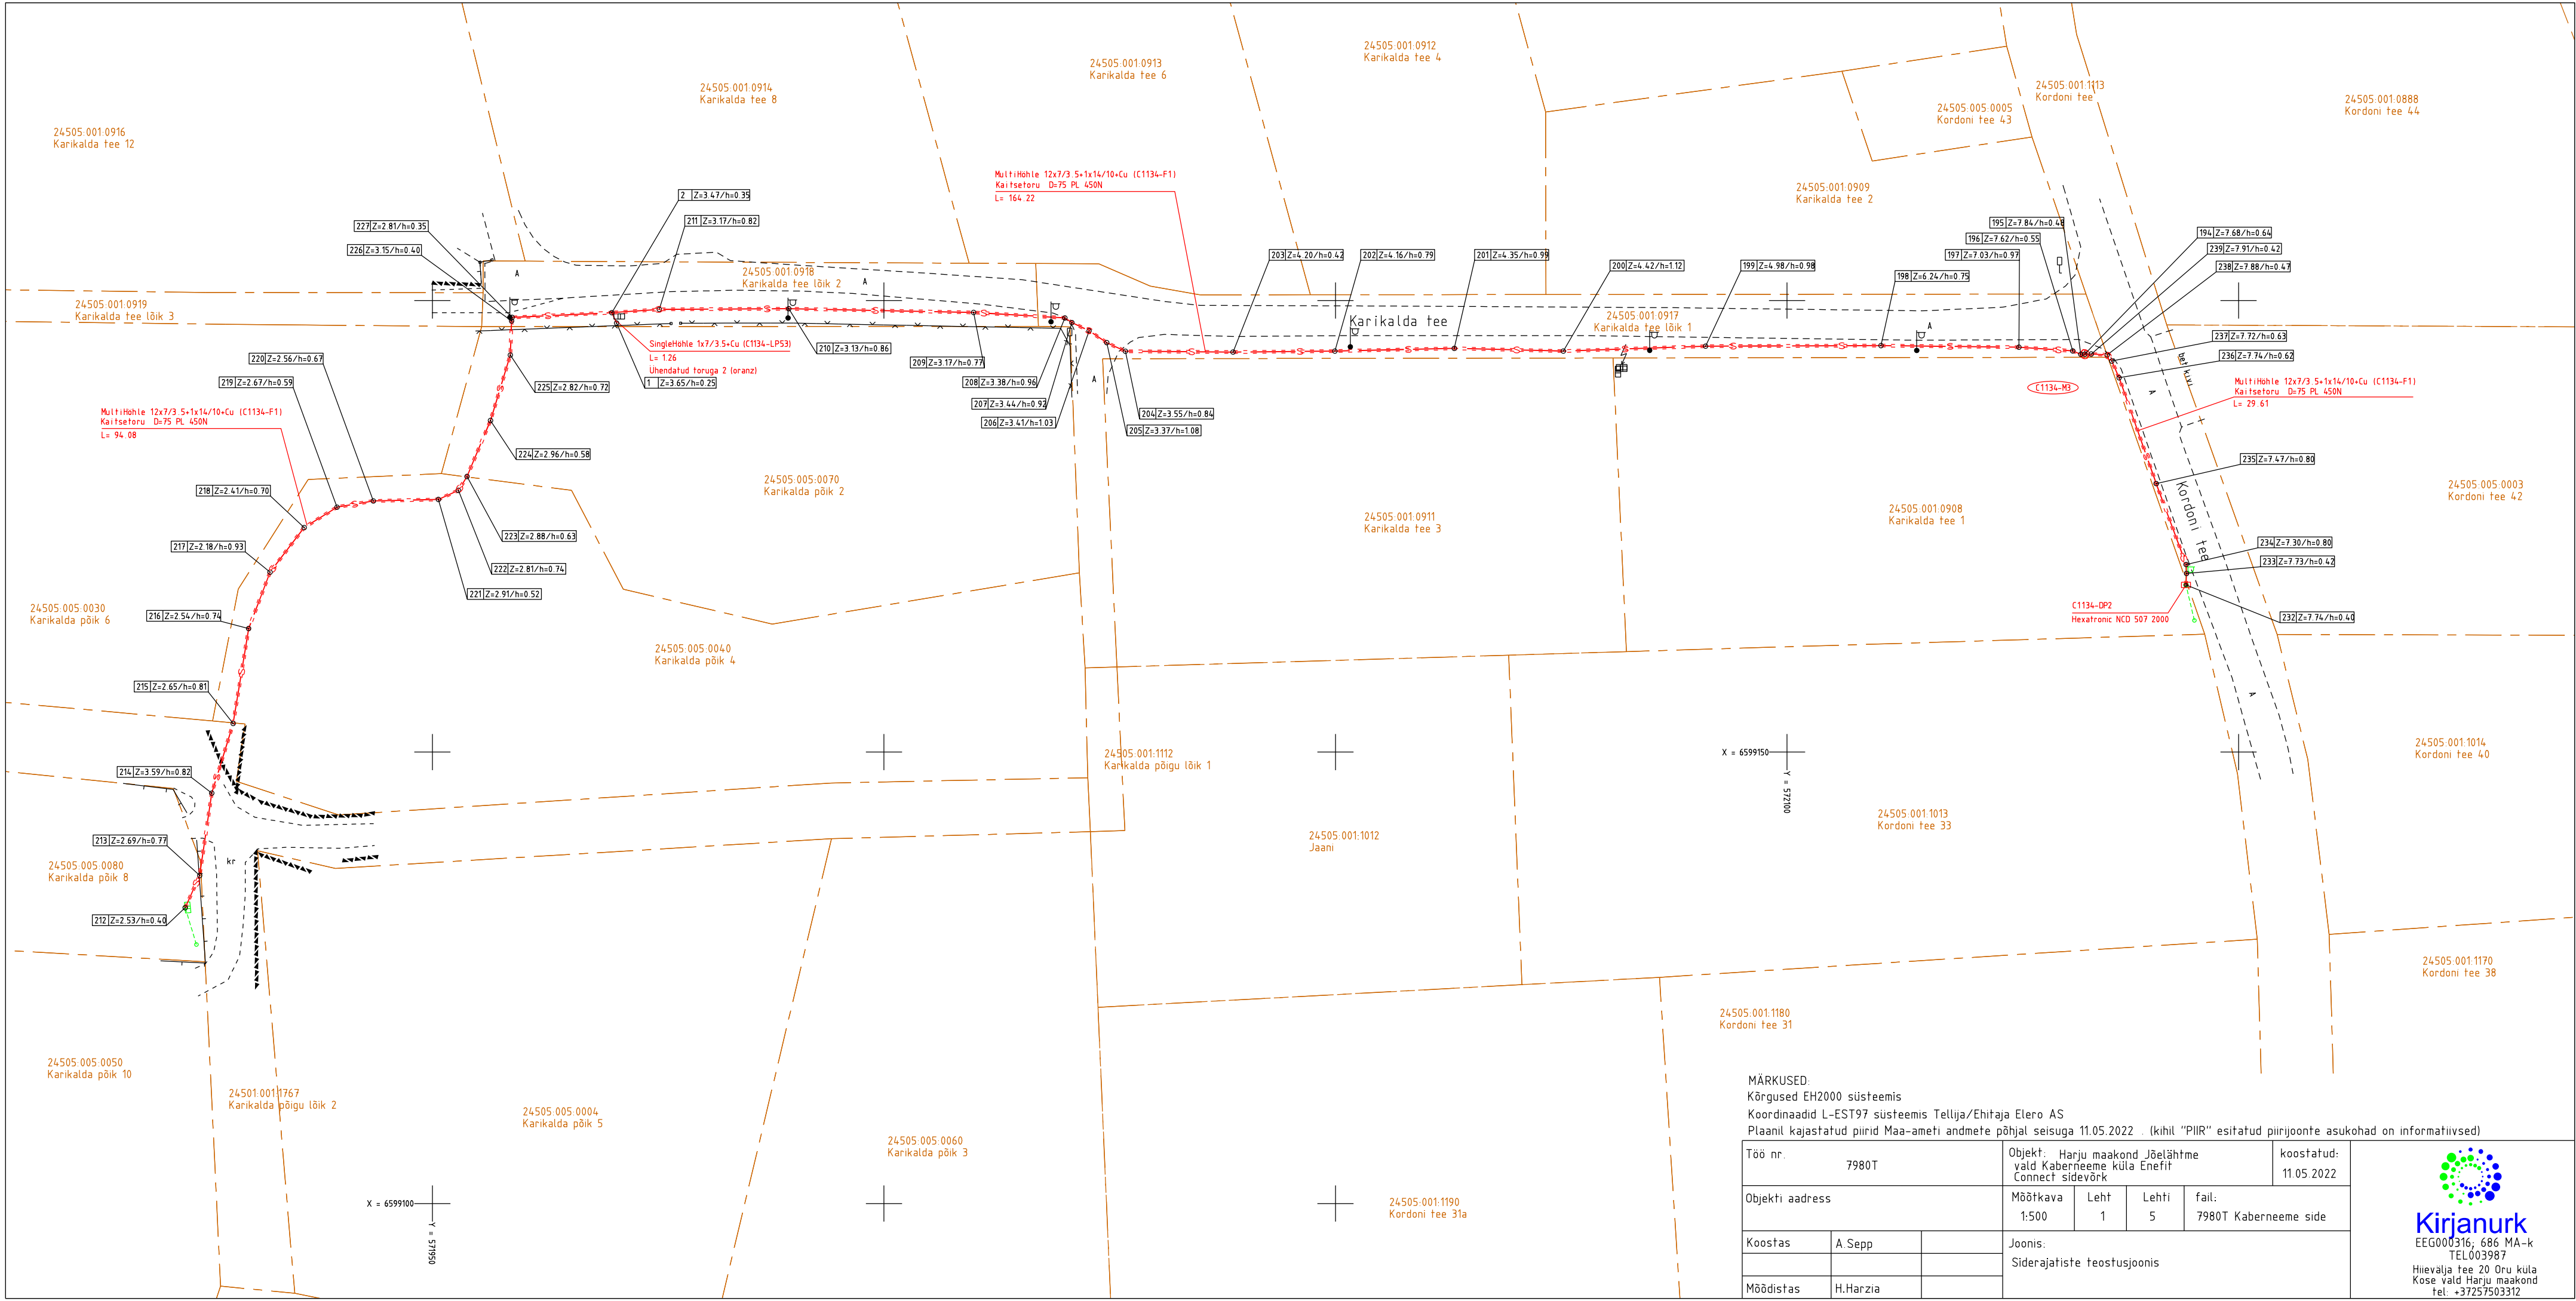 24505:001:0916
Karikalda tee 12
24505:001:0914
Karikalda tee 8
24505:001:0913
Karikalda tee 6
24505:001:0912
Karikalda tee 4
24505:005:0005
Kordoni tee 43
24505:001:1113
Kordoni tee
24505:001:0888
Kordoni tee 44
24505:001:0909
Karikalda tee 2
MultiHohle 12x7/3.5+1x14/10+Cu (C1134-F1)
Kaitsetoru D=75 PL 450N
L= 164.22
2 Z=3.47/h=0.35
211 Z=3.17/h=0.82
227 Z=2.81/h=0.35
226 Z=3.15/h=0.40
203 Z=4.20/h=0.42
202 Z=4.16/h=0.79
201 Z=4.35/h=0.99
200 Z=4.42/h=1.12
199 Z=4.98/h=0.98
198 Z=6.24/h=0.75
195 Z=7.84/h=0.48
196 Z=7.62/h=0.55
197 Z=7.03/h=0.97
194 Z=7.68/h=0.64
239 Z=7.91/h=0.42
238 Z=7.88/h=0.47
237 Z=7.72/h=0.63
236 Z=7.74/h=0.62
A
24505:001:0918
Karikalda tee lõik 2
A
24505:001:0919
Karikalda tee lõik 3
Karikalda tee
24505:001:0917
Karikalda tee lõik 1
A
bet kivi
A
SingleHohle 1x7/3.5+Cu (C1134-LP53)
L= 1.26
Uhendatud toruga 2 (oranz)
1 Z=3.65/h=0.25
210 Z=3.13/h=0.86
209 Z=3.17/h=0.77
208 Z=3.38/h=0.96
207 Z=3.44/h=0.92
206 Z=3.41/h=1.03
A
204 Z=3.55/h=0.84
205 Z=3.37/h=1.08
C1134-M3
MultiHohle 12x7/3.5+1x14/10+Cu (C1134-F1)
Kaitsetoru D=75 PL 450N
L= 29.61
220 Z=2.56/h=0.67
219 Z=2.67/h=0.59
225 Z=2.82/h=0.72
MultiHohle 12x7/3.5+1x14/10+Cu (C1134-F1)
Kaitsetoru D=75 PL 450N
L= 94.08
224 Z=2.96/h=0.58
235 Z=7.47/h=0.80
218 Z=2.41/h=0.70
24505:005:0070
Karikalda põik 2
24505:001:0911
Karikalda tee 3
24505:001:0908
Karikalda tee 1
24505:005:0003
Kordoni tee 42
Kordoni tee
217 Z=2.18/h=0.93
223 Z=2.88/h=0.63
222 Z=2.81/h=0.74
221 Z=2.91/h=0.52
234 Z=7.30/h=0.80
233 Z=7.73/h=0.42
232 Z=7.74/h=0.40
C1134-DP2
Hexatronic NCD 507 2000
24505:005:0030
Karikalda põik 6
216 Z=2.54/h=0.74
24505:005:0040
Karikalda põik 4
215 Z=2.65/h=0.81
A
24505:001:1112
Karikalda põigu lõik 1
X = 6599150
Y = 572100
24505:001:1014
Kordoni tee 40
214 Z=3.59/h=0.82
24505:001:1013
Kordoni tee 33
24505:001:1012
Jaani
213 Z=2.69/h=0.77
kr
24505:005:0080
Karikalda põik 8
212 Z=2.53/h=0.40
24505:001:1170
Kordoni tee 38
24505:001:1180
Kordoni tee 31
24505:005:0050
Karikalda põik 10
24501:001:1767
Karikalda põigu lõik 2
24505:005:0004
Karikalda põik 5
24505:005:0060
Karikalda põik 3
X = 6599100
Y = 571950
24505:001:1190
Kordoni tee 31a
MÄRKUSED:
Kõrgused EH2000 süsteemis
Koordinaadid L-EST97 süsteemis Tellija/Ehitaja Elero AS
Plaanil kajastatud piirid Maa-ameti andmete põhjal seisuga 11.05.2022 . (kihil "PIIR" esitatud piirijoonte asukohad on informatiivsed)
Töö nr.
7980T
Objekt: Harju maakond Jõelähtme
vald Kaberneeme küla Enefit
Connect sidevõrk
koostatud:
11.05.2022
Objekti aadress
Mõõtkava Leht Lehti fail:
1:500 1 5 7980T Kaberneeme side
Koostas A.Sepp
Joonis:
Siderajatiste teostusjoonis
Mõõdistas H.Harzia
Kirjanurk
EEG000316; 686 MA-k
TEL003987
Hiievälja tee 20 Oru küla
Kose vald Harju maakond
tel: +37257503312